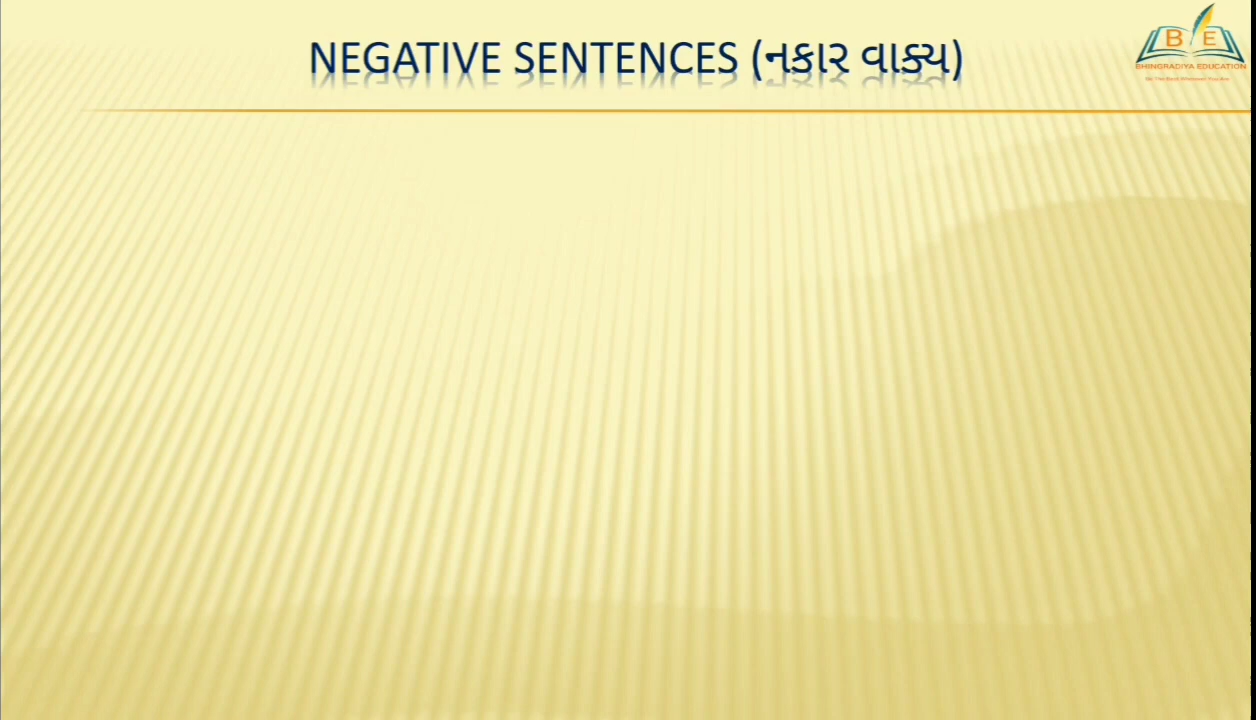 NEGATIVE SENTENCES (નકાર વાક્ય)
B E
BHINGRADIYA EDUCATION